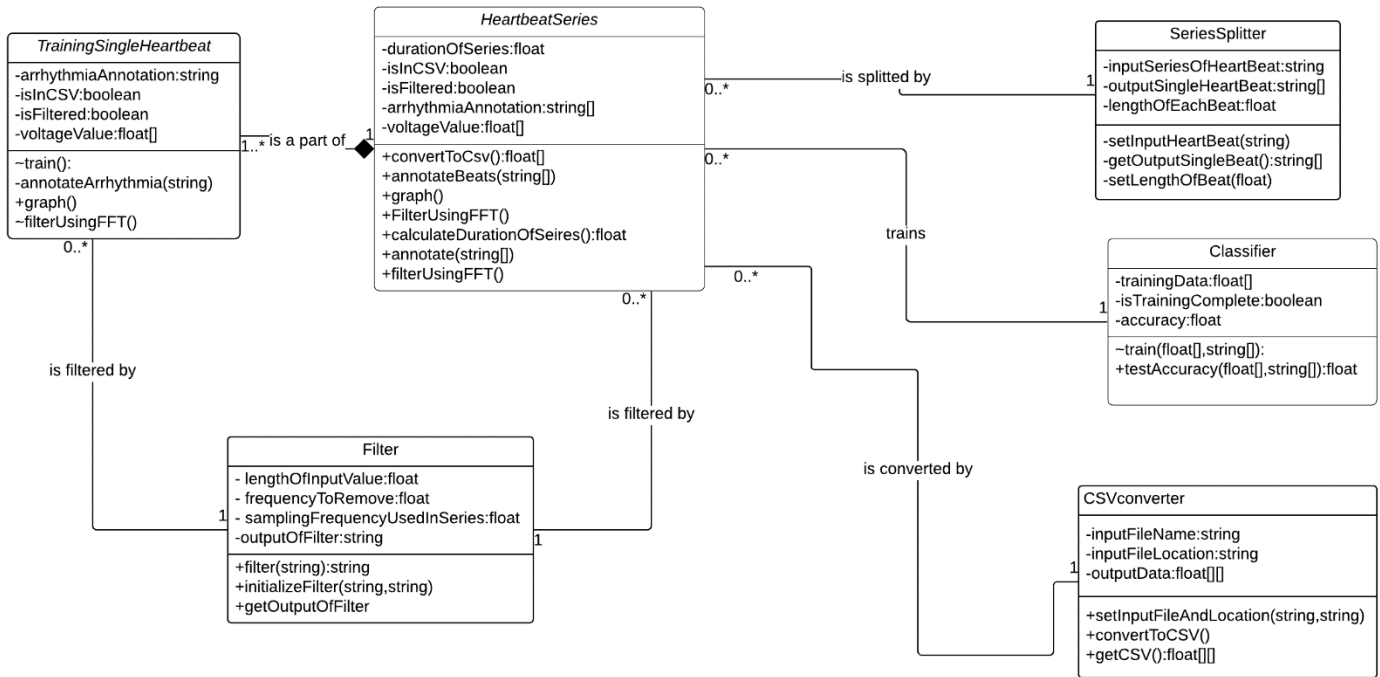 TrainingSingleHeartbeat
-arrhythmiaAnnotation:string
-isInCSV:boolean
-isFiltered:boolean
-voltageValue:float[]
~train():
-annotateArrhythmia(string)
+graph()
~filterUsingFFT()
1..*
is a part of
1
0..*
is filtered by
1
HeartbeatSeries
-durationOfSeries:float
-isInCSV:boolean
-isFiltered:boolean
-arrhythmiaAnnotation:string[]
-voltageValue:float[]
+convertToCsv():float[]
+annotateBeats(string[])
+graph()
+FilterUsingFFT()
+calculateDurationOfSeires():float
+annotate(string[])
+filterUsingFFT()
0..*
is splitted by
1
0..*
trains
1
0..*
is converted by
1
0..*
is filtered by
1
SeriesSplitter
-inputSeriesOfHeartBeat:string
-outputSingleHeartBeat:string[]
-lengthOfEachBeat:float
-setInputHeartBeat(string)
-getOutputSingleBeat():string[]
-setLengthOfBeat(float)
Classifier
-trainingData:float[]
-isTrainingComplete:boolean
-accuracy:float
~train(float[],string[]):
+testAccuracy(float[],string[]):float
Filter
- lengthOfInputValue:float
- frequencyToRemove:float
- samplingFrequencyUsedInSeries:float
-outputOfFilter:string
+filter(string):string
+initializeFilter(string,string)
+getOutputOfFilter
CSVconverter
-inputFileName:string
-inputFileLocation:string
-outputData:float[][]
+setInputFileAndLocation(string,string)
+convertToCSV()
+getCSV():float[][]